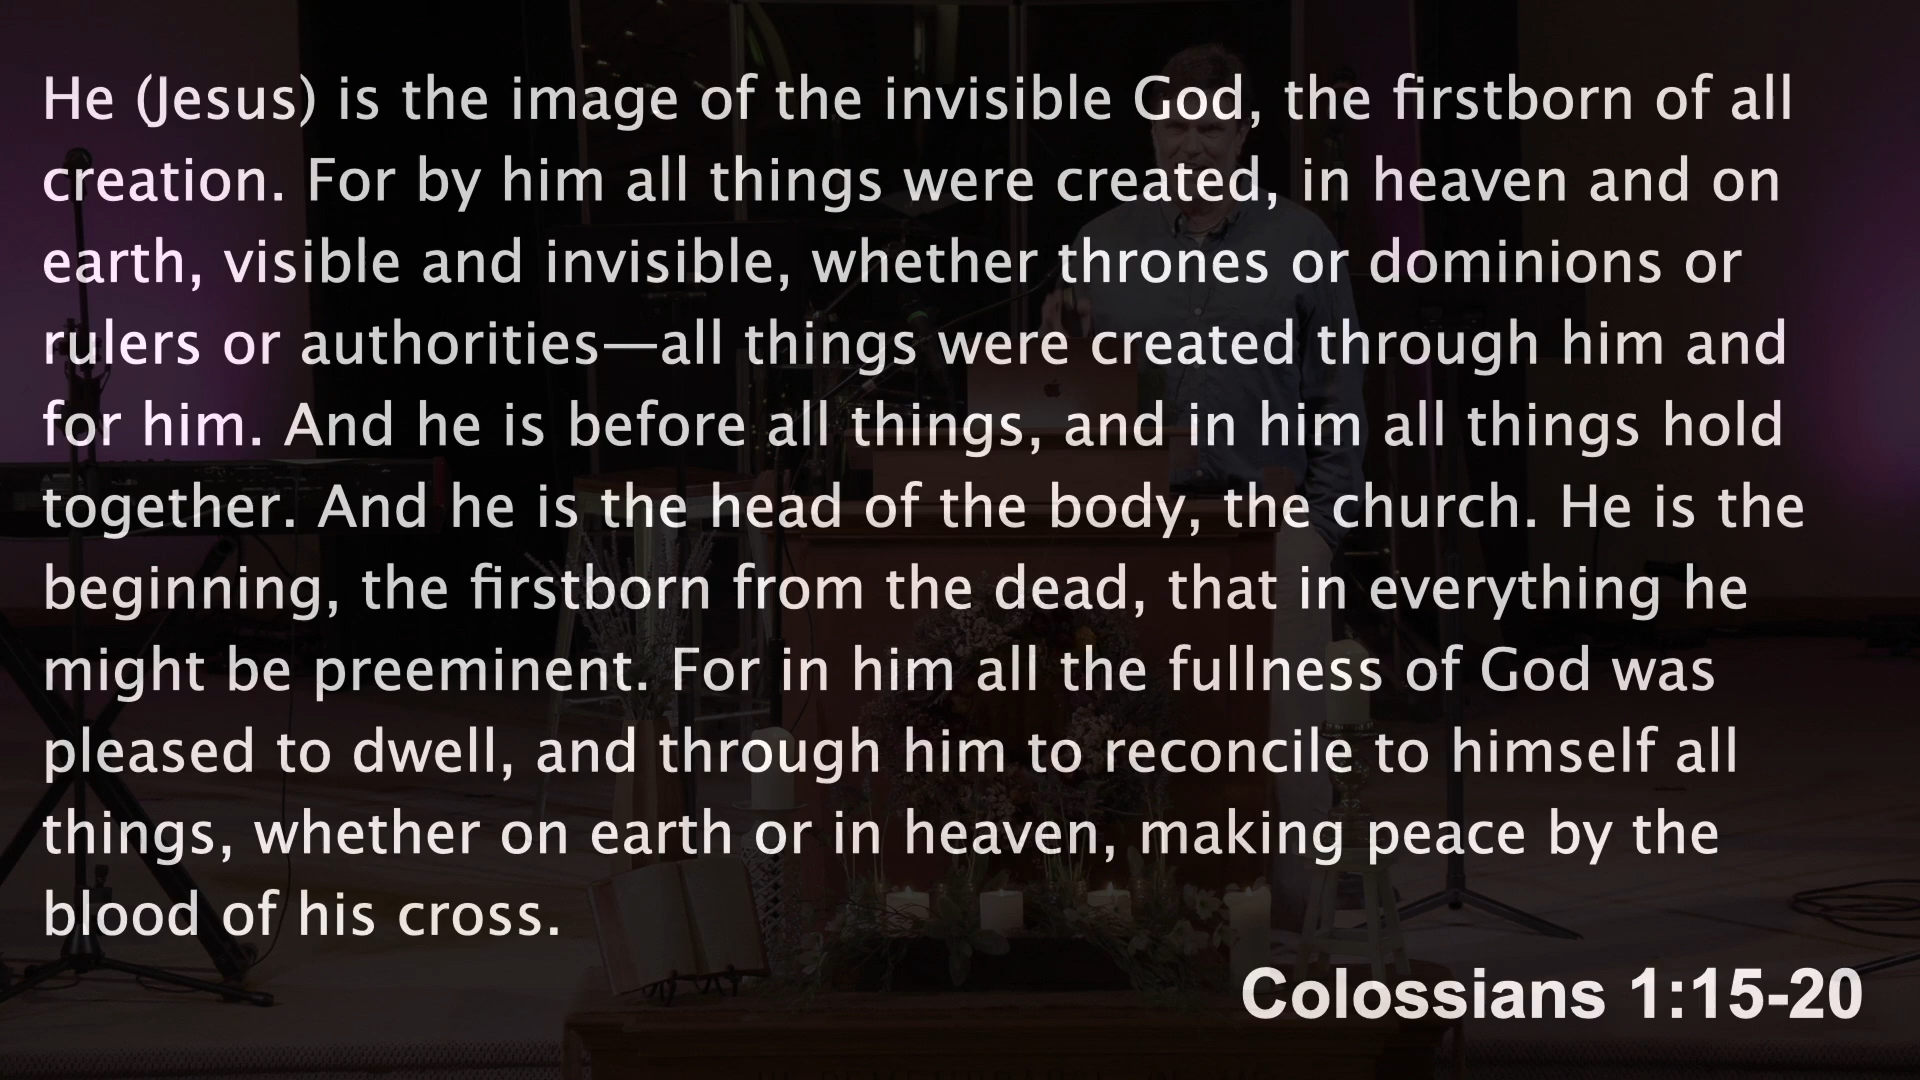 He (Jesus) is the image of the invisible God, the firstborn of all
creation. For by him all things were created, in heaven and on
earth, visible and invisible, whether thrones or dominions or
rulers or authorities—all things were created through him and
for him. And he is before all things, and in him all things hold
together. And he is the head of the body, the church. He is the
beginning, the firstborn from the dead, that in everything he
might be preeminent. For in him all the fullness of God was
pleased to dwell, and through him to reconcile to himself all
things, whether on earth or in heaven, making peace by the
blood of his cross.
Colossians 1:15-20